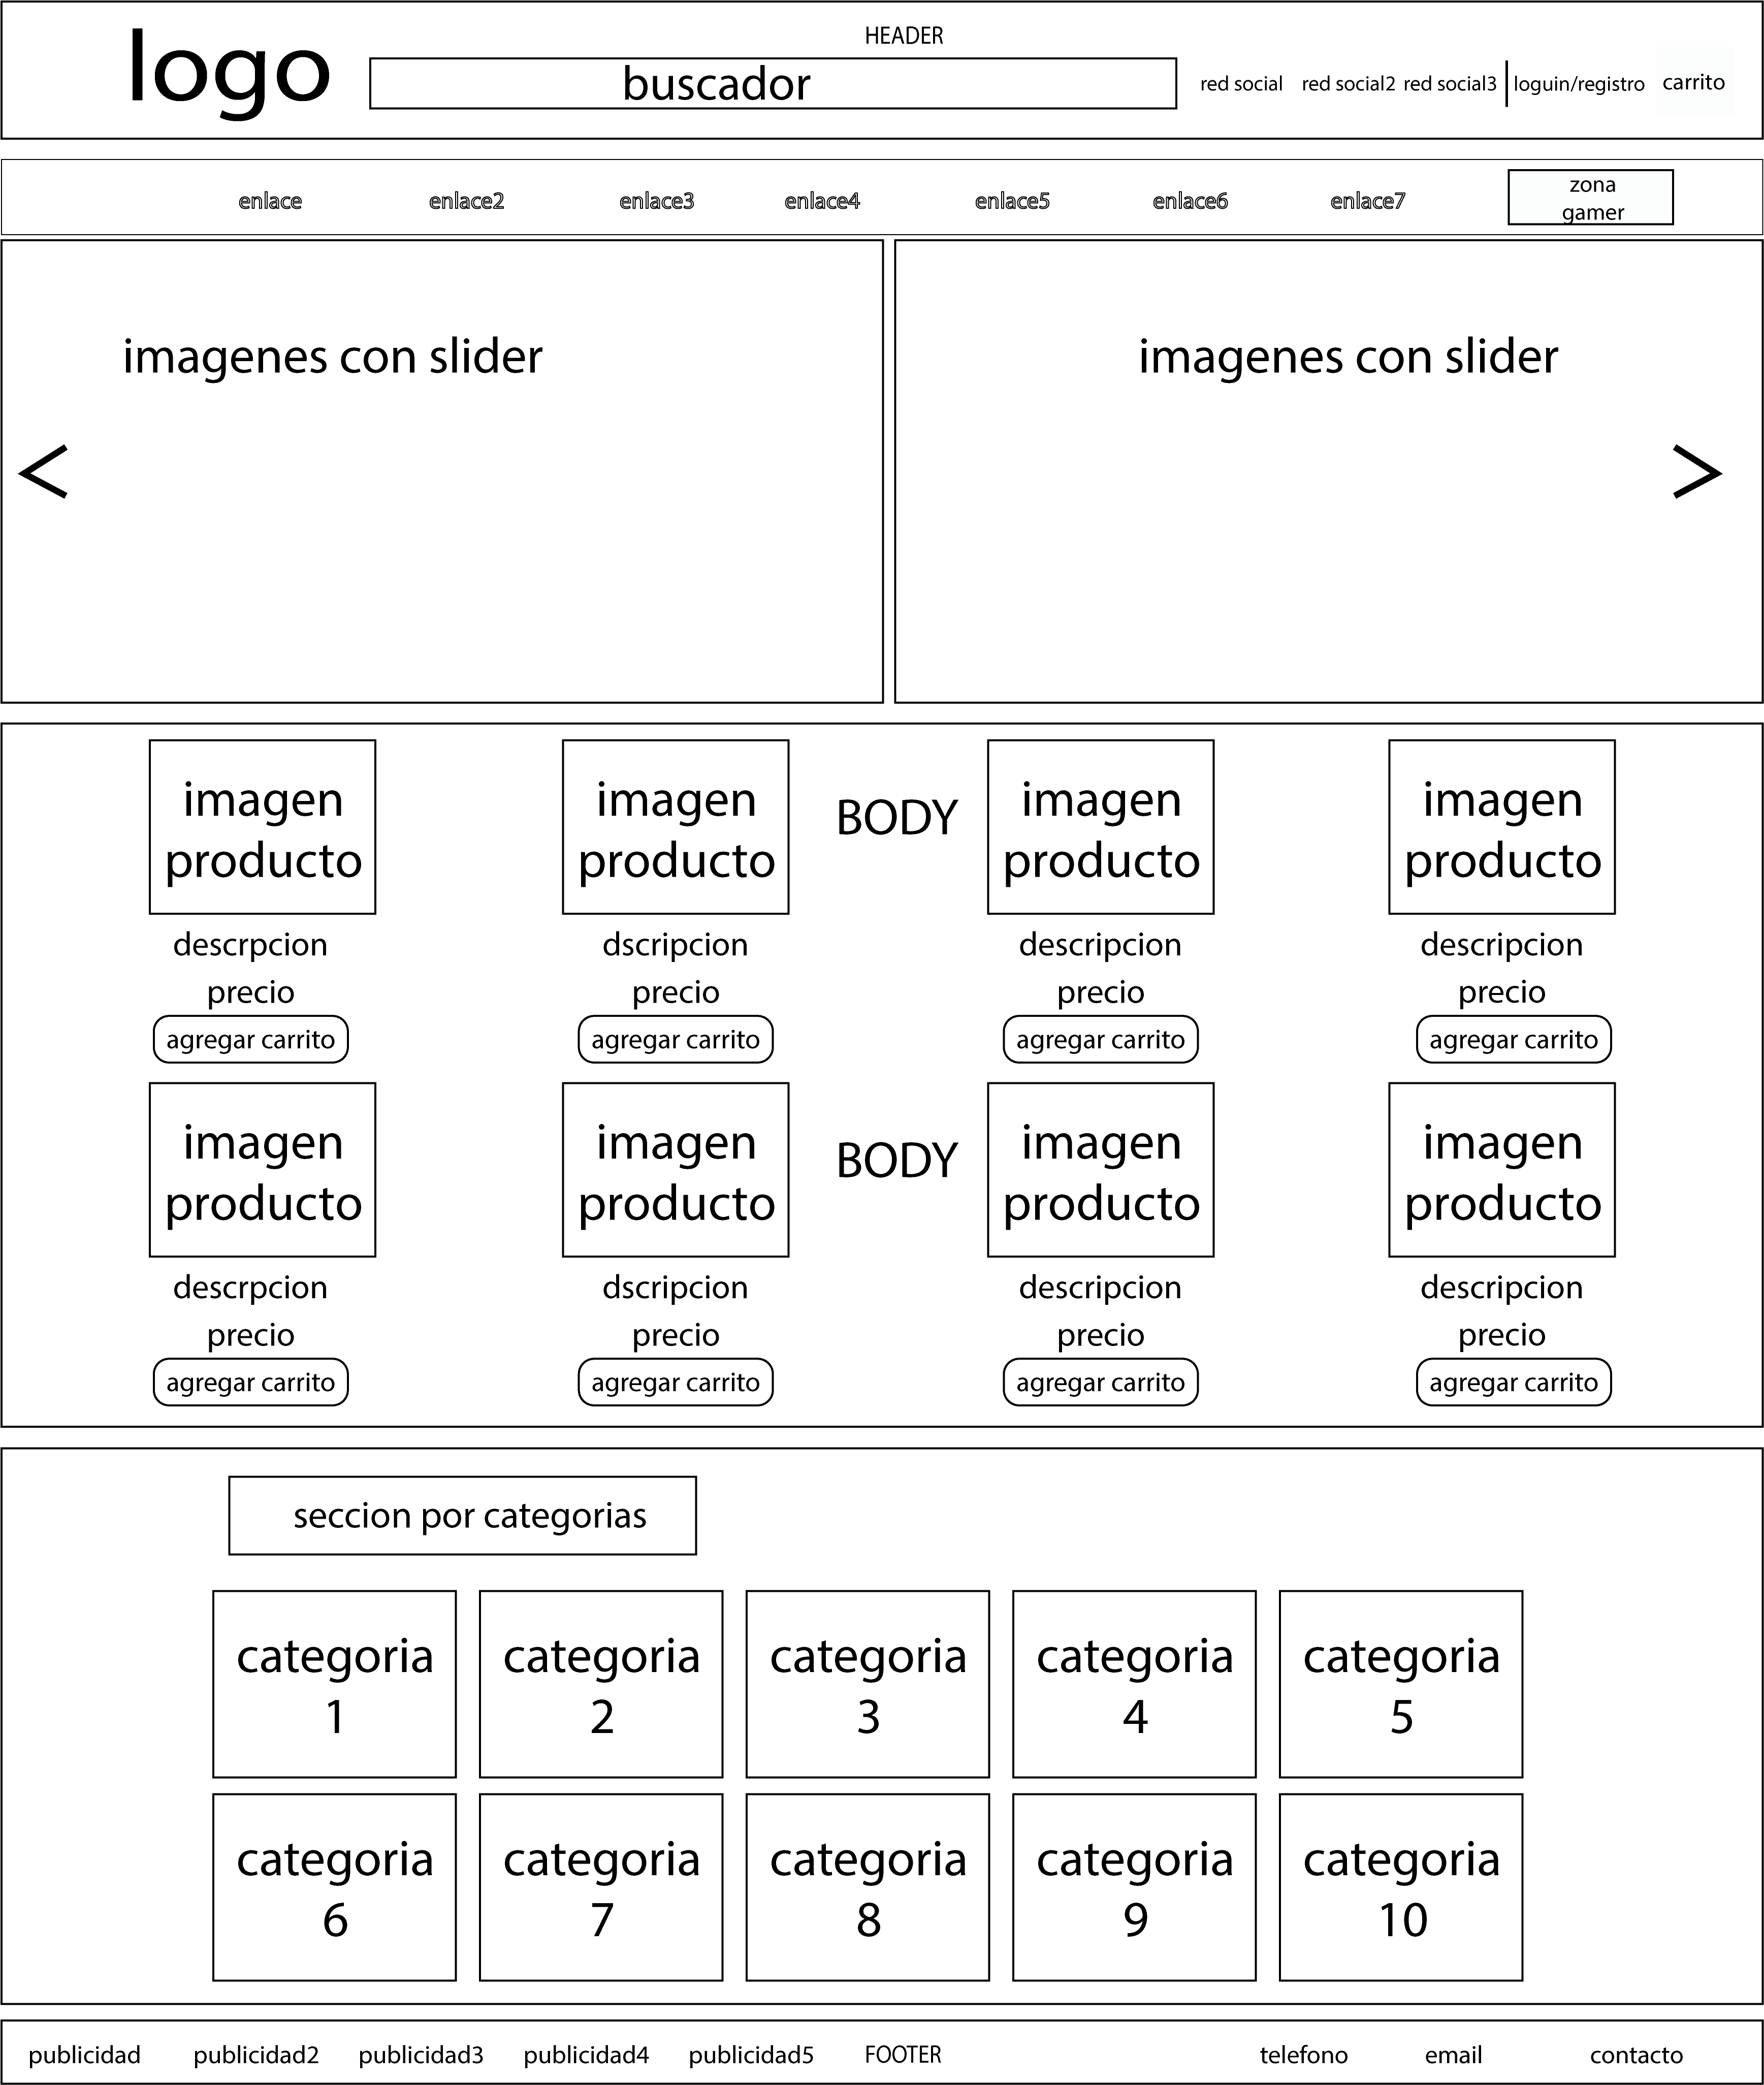 HEADER
logo
buscador
red social
red social2
red social3
loguin/registro
carrito
enlace
enlace2
enlace3
enlace4
enlace5
enlace6
enlace7
zona
gamer
imagenes con slider
imagenes con slider
<
>
imagen
producto
imagen
producto
BODY
imagen
producto
imagen
producto
descrpcion
dscripcion
descripcion
descripcion
precio
precio
precio
precio
agregar carrito
agregar carrito
agregar carrito
agregar carrito
imagen
producto
imagen
producto
BODY
imagen
producto
imagen
producto
descrpcion
dscripcion
descripcion
descripcion
precio
precio
precio
precio
agregar carrito
agregar carrito
agregar carrito
agregar carrito
seccion por categorias
categoria
1
categoria
2
categoria
3
categoria
4
categoria
5
categoria
6
categoria
7
categoria
8
categoria
9
categoria
10
publicidad
publicidad2
publicidad3
publicidad4
publicidad5
FOOTER
telefono
email
contacto